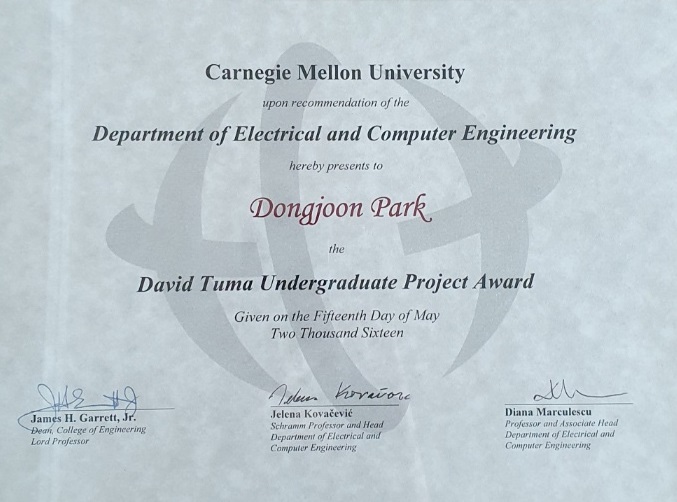 Carnegie Mellon University
upon recommendation of the
Department of Electrical and Computer Engineering
hereby presents to
Dongjoon Park
the
David Tuma Undergraduate Project Award
Given on the Fifteenth Day of May
Two Thousand Sixteen
Jelena Kovačević
James H. Garrett, Jr.
Dean, College of Engineering
Lord Professor
Jelena Kovačević
Schramm Professor and Head
Department of Electrical and
Computer Engineering
Diana Marculescu
Professor and Associate Head
Department of Electrical and
Computer Engineering